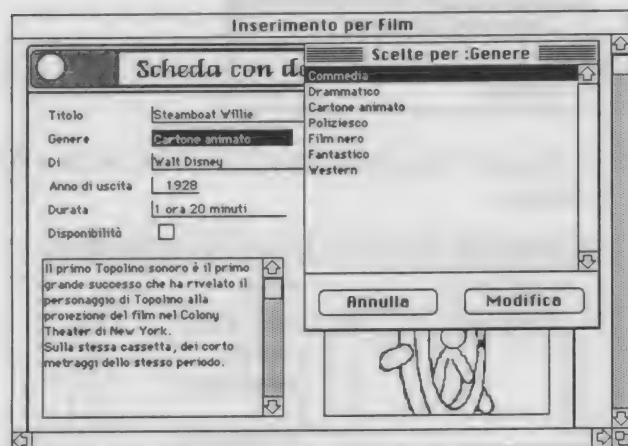 Inserimento per Film
Scheda con d
Scelte per :Genere
Commedia
Drammatico
Cartone animato
Poliziesco
Film nero
Fantastico
Western
Annulla
Modifica
Titolo
Steamboat Willie
Genere
Cartone animato
Di
Walt Disney
Anno di uscita
1928
Durata
1 ora 20 minuti
Disponibilità
Il primo Topolino sonoro è il primo
grande successo che ha rivelato il
personaggio di Topolino alla
proiezione del film nel Colony
Theater di New York.
Sulla stessa cassetta, dei corto
metraggi dello stesso periodo.